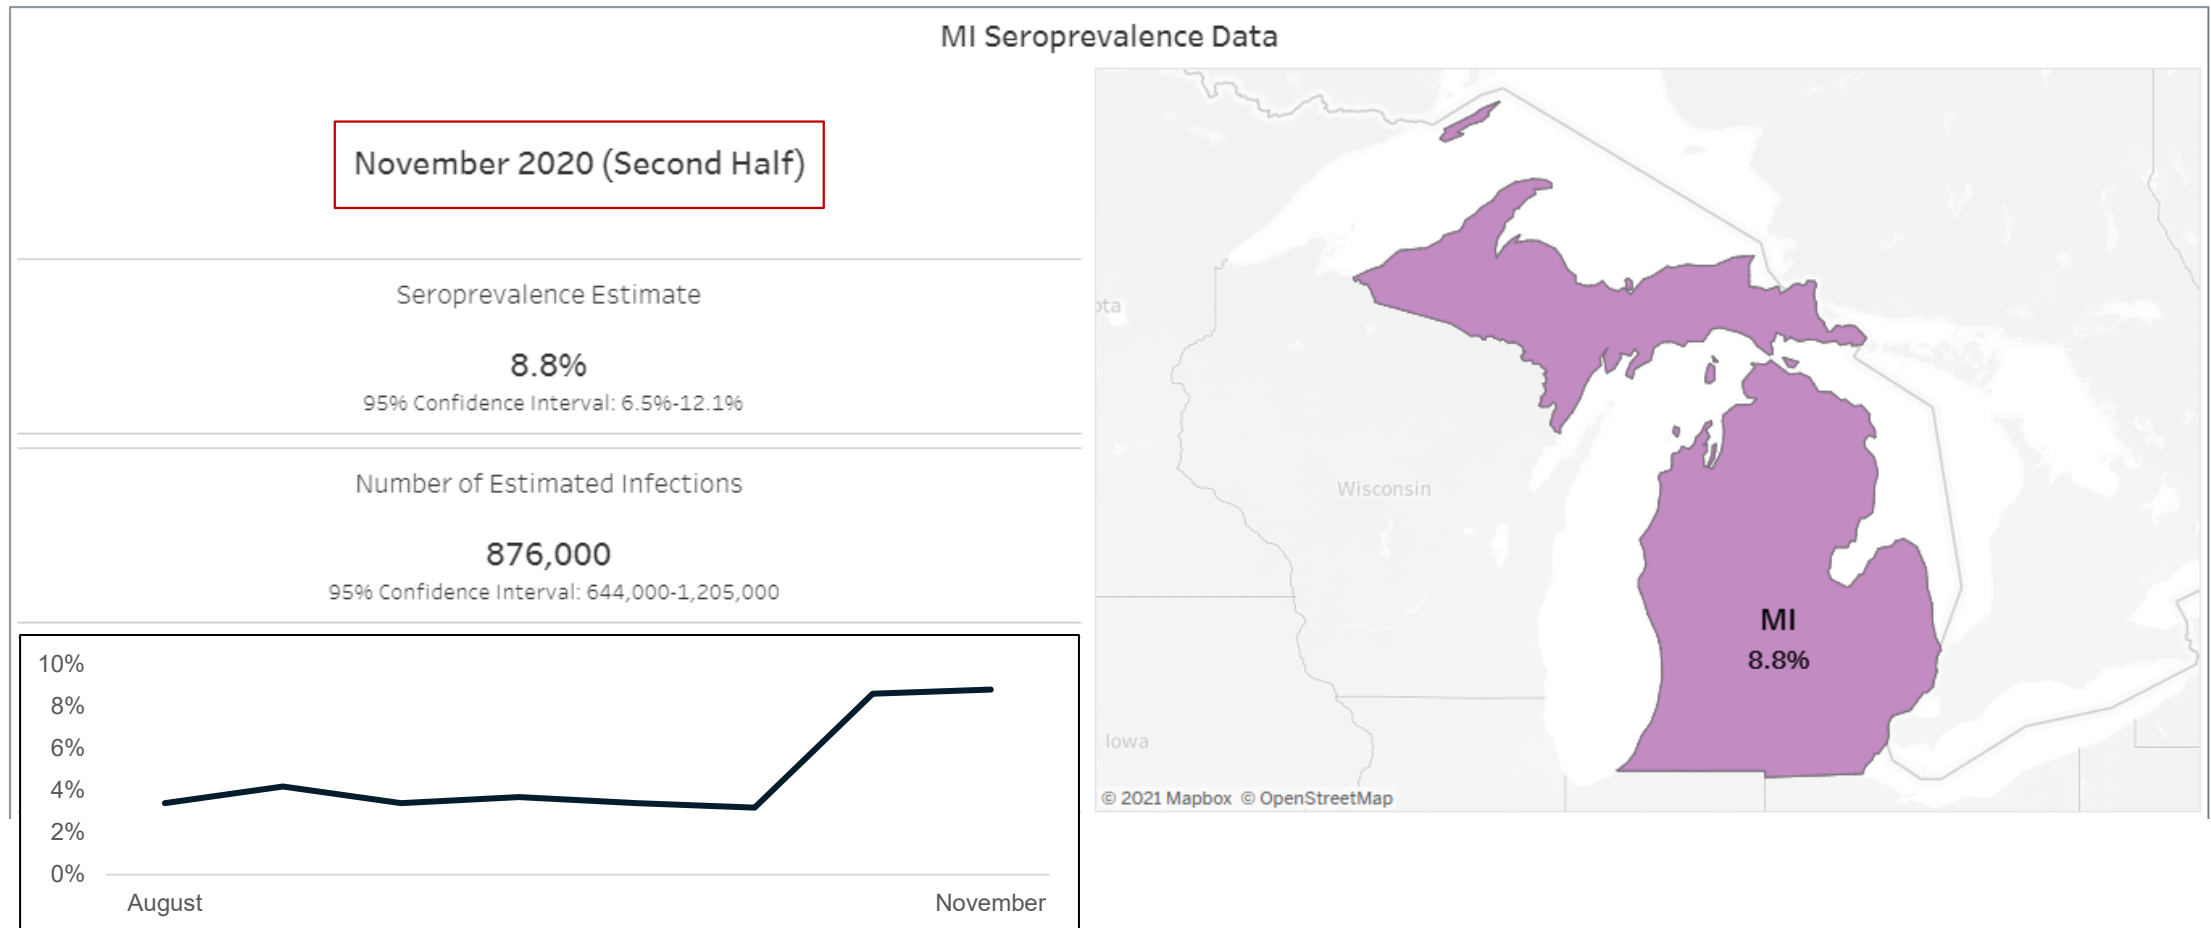 MI Seroprevalence Data
November 2020 (Second Half)
Seroprevalence Estimate
8.8%
95% Confidence Interval: 6.5%-12.1%
Number of Estimated Infections
876,000
95% Confidence Interval: 644,000-1,205,000
10%
8%
6%
4%
2%
0%
August
November
ota
Wisconsin
Iowa
MI
8.8%
© 2021 Mapbox © OpenStreetMap